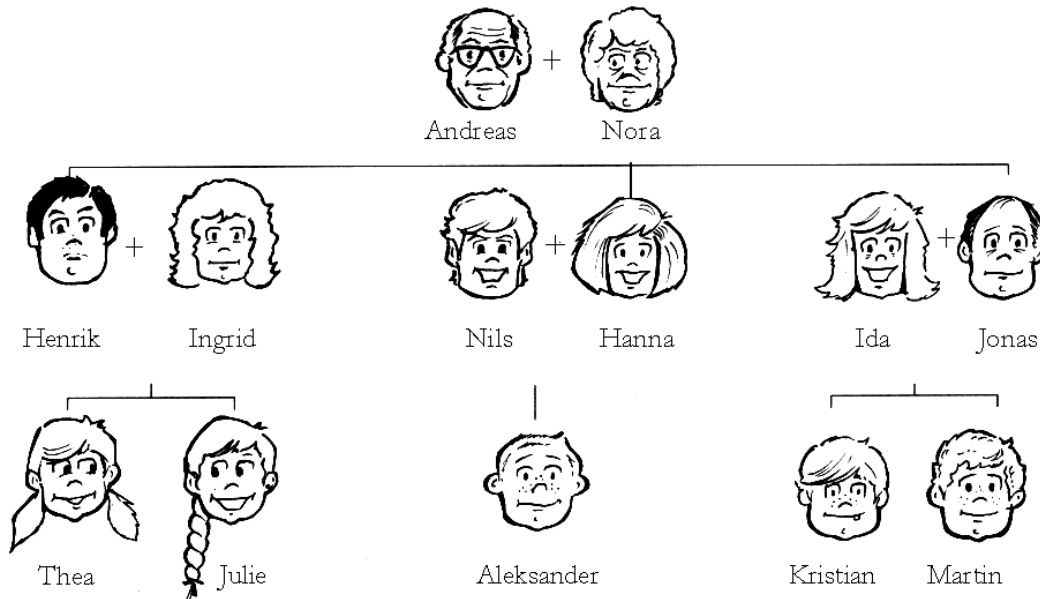 Andreas + Nora
Henrik + Ingrid Nils + Hanna Ida + Jonas
Thea Julie Aleksander Kristian Martin